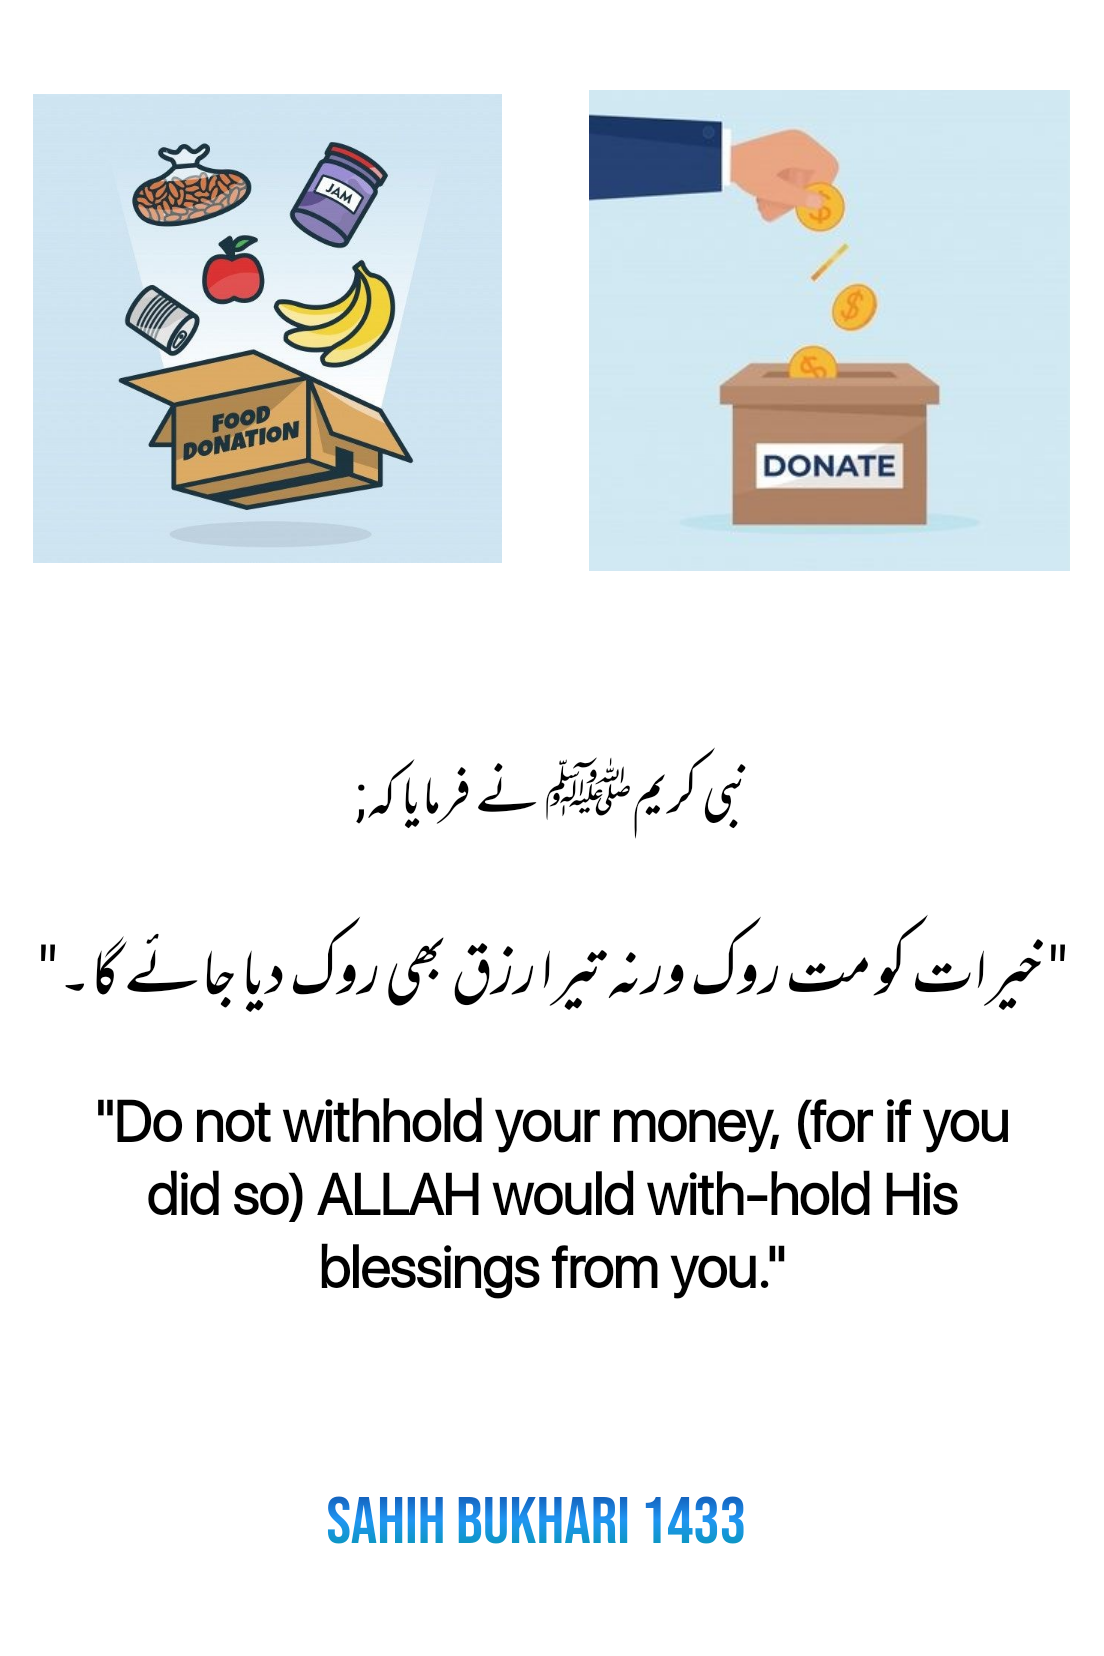 JAM
FOOD
DONATION
DONATE
نبی کریم ﷺ نے فرمایا کہ;
"خیرات کو مت روک ورنہ تیرا رزق بھی روک دیا جائے گا۔"
"Do not withhold your money, (for if you
did so) ALLAH would with-hold His
blessings from you."
SAHIH BUKHARI 1433